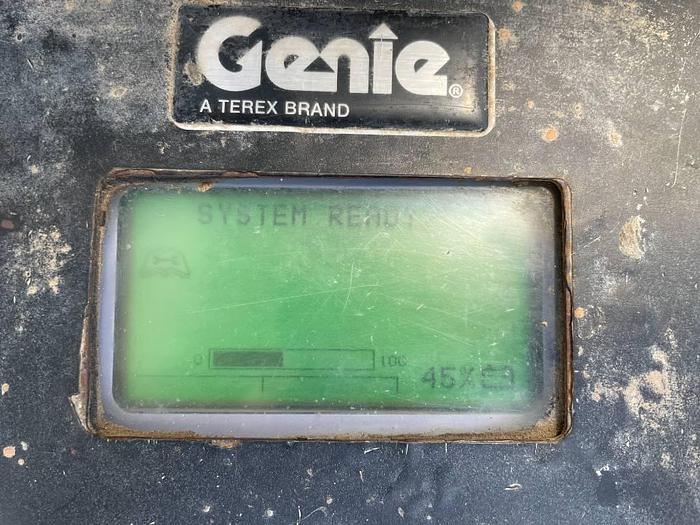 Genie®
A TEREX BRAND
SYSTEM READY
0 100
45%